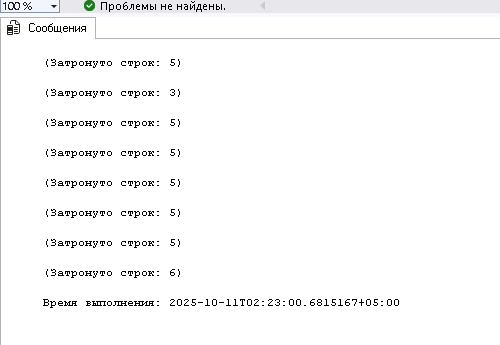 100 %
Проблемы не найдены.
Сообщения
(Затронуто строк: 5)
(Затронуто строк: 3)
(Затронуто строк: 5)
(Затронуто строк: 5)
(Затронуто строк: 5)
(Затронуто строк: 5)
(Затронуто строк: 5)
(Затронуто строк: 6)
Время выполнения: 2025-10-11T02:23:00.6815167+05:00